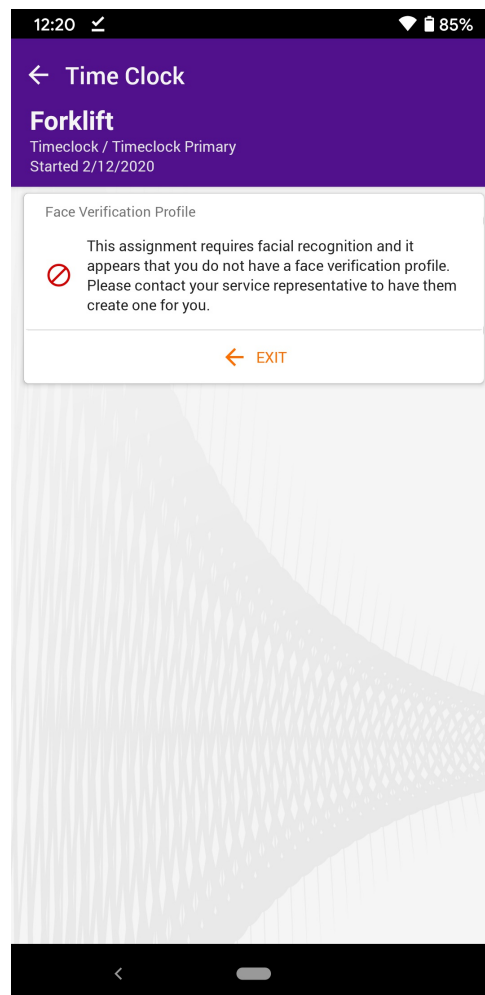 12:20
85%
Time Clock
Forklift
Timeclock / Timeclock Primary
Started 2/12/2020
Face Verification Profile
This assignment requires facial recognition and it
appears that you do not have a face verification profile.
Please contact your service representative to have them
create one for you.
EXIT